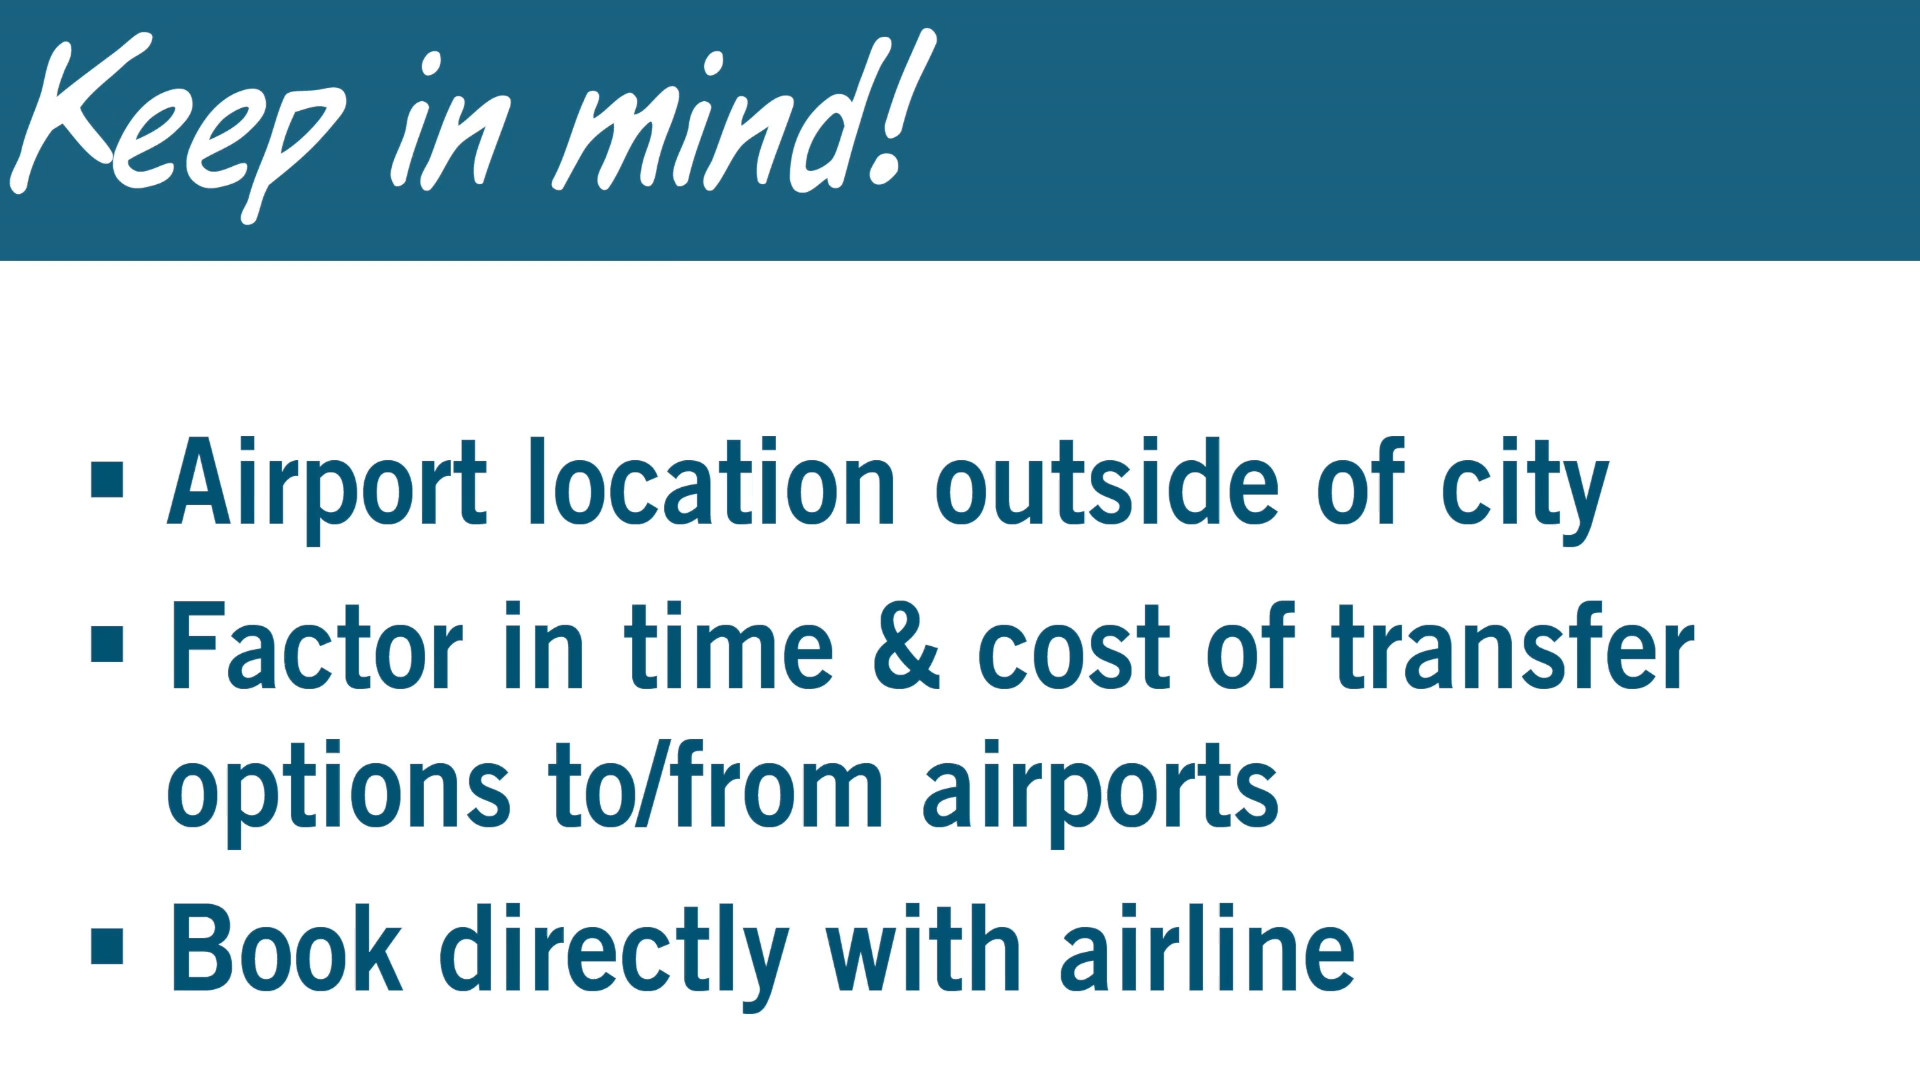 Keep in mind!
▪ Airport location outside of city
▪ Factor in time & cost of transfer
options to/from airports
▪ Book directly with airline